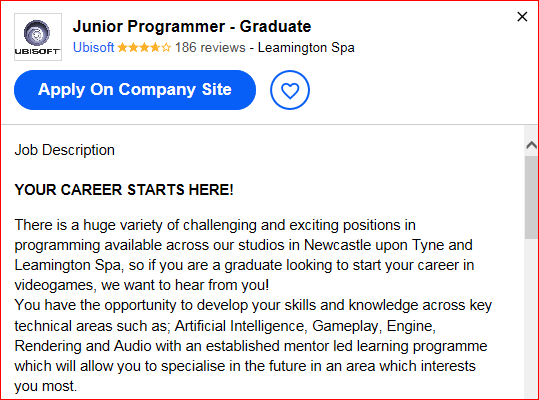 Junior Programmer - Graduate
UBISOFT
Ubisoft 186 reviews - Leamington Spa
Apply On Company Site
Job Description
YOUR CAREER STARTS HERE!
There is a huge variety of challenging and exciting positions in
programming available across our studios in Newcastle upon Tyne and
Leamington Spa, so if you are a graduate looking to start your career in
videogames, we want to hear from you!
You have the opportunity to develop your skills and knowledge across key
technical areas such as; Artificial Intelligence, Gameplay, Engine,
Rendering and Audio with an established mentor led learning programme
which will allow you to specialise in the future in an area which interests
you most.